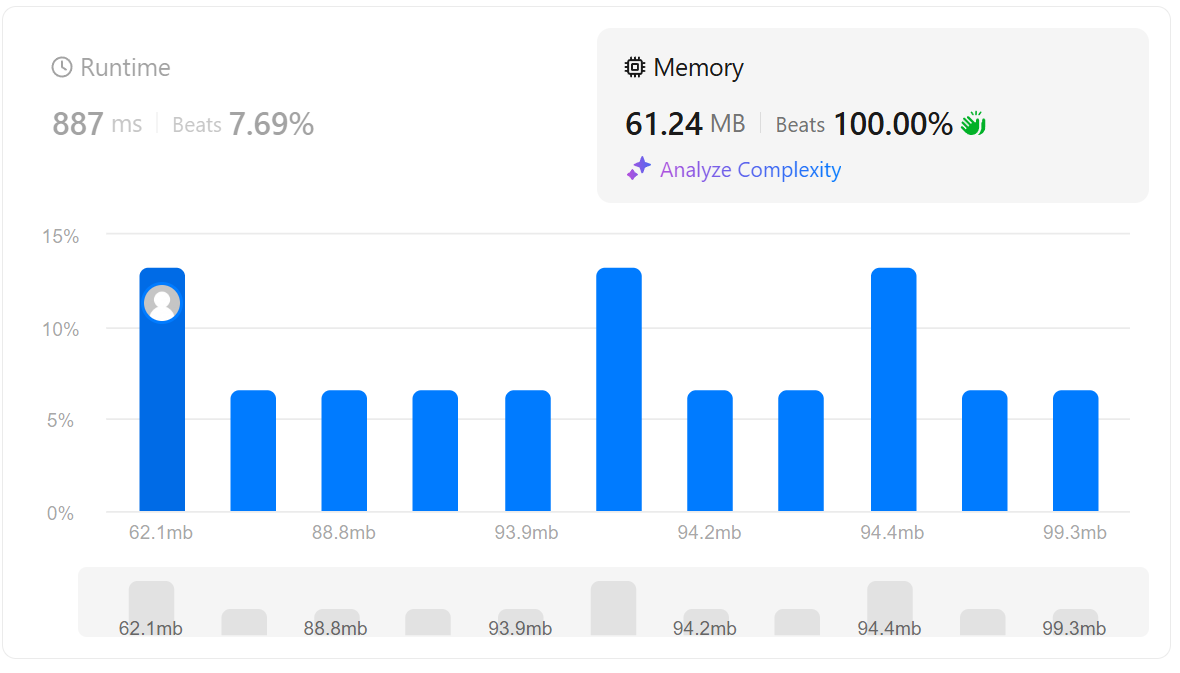 Runtime
887 ms Beats 7.69%
Memory
61.24 MB Beats 100.00%
Analyze Complexity
15%
10%
5%
0%
62.1mb 88.8mb 93.9mb 94.2mb 94.4mb 99.3mb
62.1mb 88.8mb 93.9mb 94.2mb 94.4mb 99.3mb